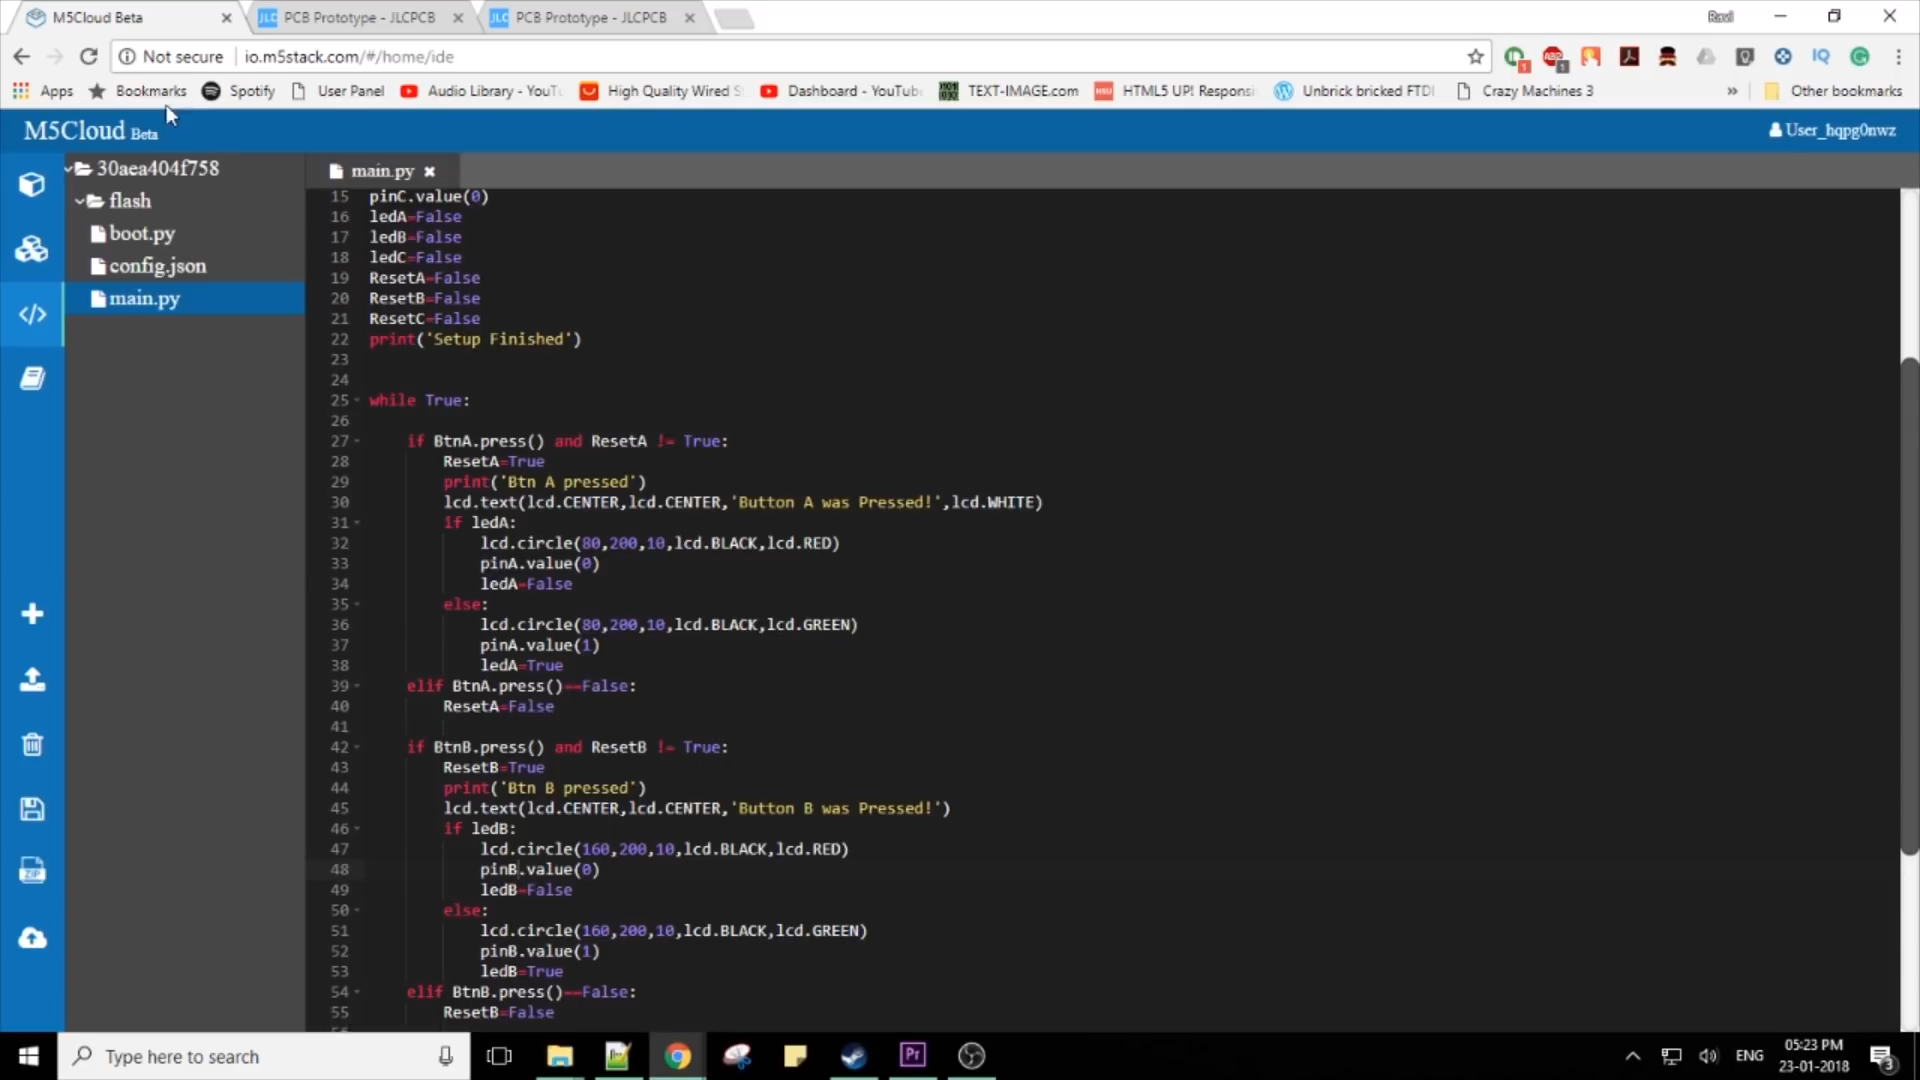 M5Cloud Beta
PCB Prototype - JLCPCB
PCB Prototype - JLCPCB
Not secure
io.m5stack.com/#/home/ide
Apps
Bookmarks
Spotify
User Panel
Audio Library - YouTu
High Quality Wired S
Dashboard - YouTube
TEXT-IMAGE.com
HTML5 UP! Responsi
Unbrick bricked FTDI
Crazy Machines 3
»
Other bookmarks
M5Cloud Beta
User_hqpg0nwz
30aea404f758
flash
boot.py
config.json
main.py
main.py
15 pinC.value(0)
16 ledA=False
17 ledB=False
18 ledC=False
19 ResetA=False
20 ResetB=False
21 ResetC=False
22 print('Setup Finished')
23
24
25 while True:
26
27 if BtnA.press() and ResetA != True:
28 ResetA=True
29 print('Btn A pressed')
30 lcd.text(lcd.CENTER,lcd.CENTER,'Button A was Pressed!',lcd.WHITE)
31 if ledA:
32 lcd.circle(80,200,10,lcd.BLACK,lcd.RED)
33 pinA.value(0)
34 ledA=False
35 else:
36 lcd.circle(80,200,10,lcd.BLACK,lcd.GREEN)
37 pinA.value(1)
38 ledA=True
39 elif BtnA.press()==False:
40 ResetA=False
41
42 if BtnB.press() and ResetB != True:
43 ResetB=True
44 print('Btn B pressed')
45 lcd.text(lcd.CENTER,lcd.CENTER,'Button B was Pressed!')
46 if ledB:
47 lcd.circle(160,200,10,lcd.BLACK,lcd.RED)
48 pinB.value(0)
49 ledB=False
50 else:
51 lcd.circle(160,200,10,lcd.BLACK,lcd.GREEN)
52 pinB.value(1)
53 ledB=True
54 elif BtnB.press()==False:
55 ResetB=False
ZIP
Type here to search
Pr
ENG
05:23 PM
23-01-2018
3